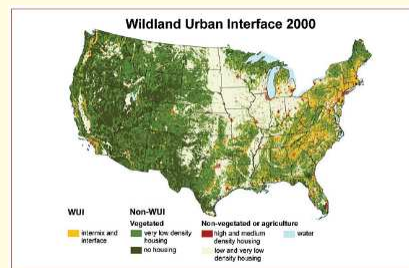 Wildland Urban Interface 2000
WUI
intermix and
interface
Non-WUI
Vegetated
very low density
housing
no housing
Non-vegetated or agriculture
high and medium
density housing
low and very low
density housing
water